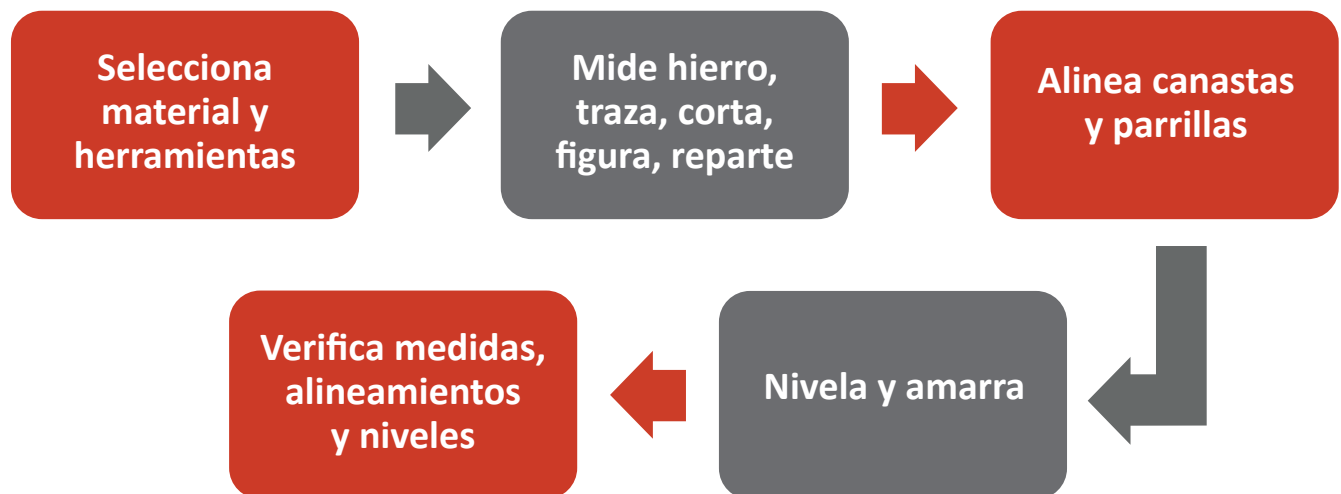 Selecciona
material y
herramientas
Mide hierro,
traza, corta,
figura, reparte
Alinea canastas
y parrillas
Nivela y amarra
Verifica medidas,
alineamientos
y niveles